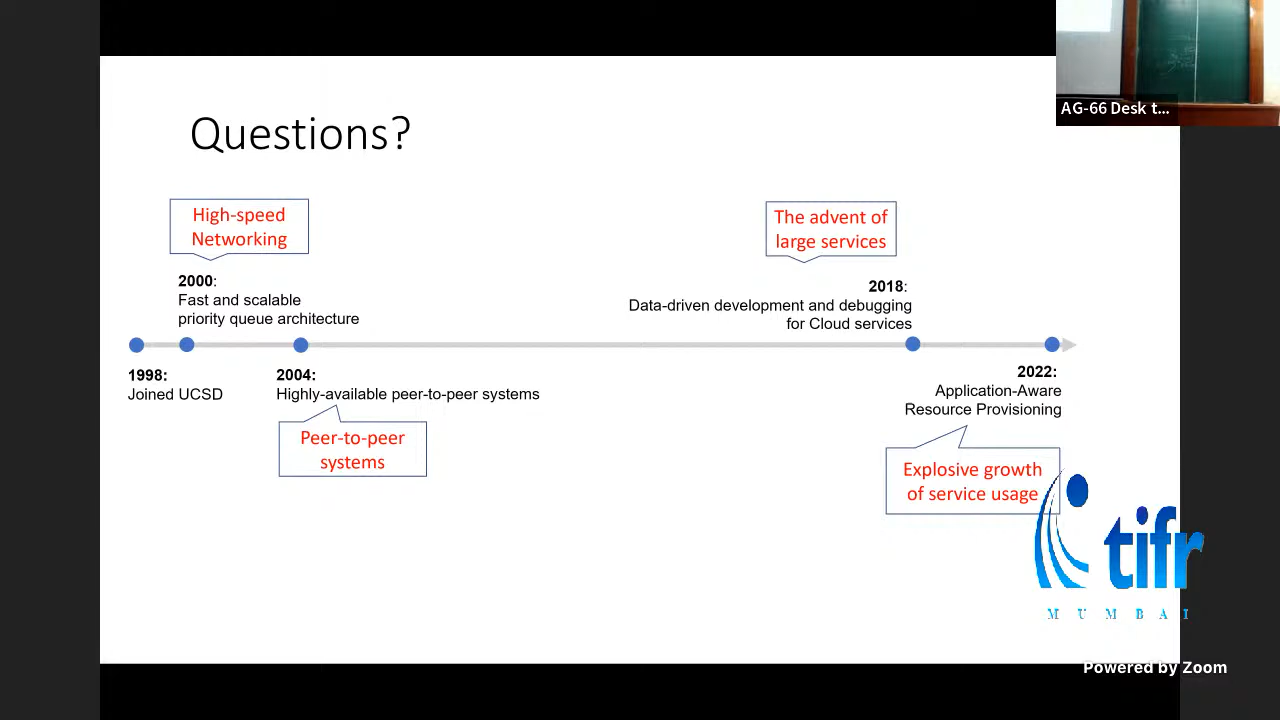 AG-66 Desk t...
Questions?
High-speed
Networking
The advent of
large services
2000:
Fast and scalable
priority queue architecture
2018:
Data-driven development and debugging
for Cloud services
1998:
Joined UCSD
2004:
Highly-available peer-to-peer systems
2022:
Application-Aware
Resource Provisioning
Peer-to-peer
systems
Explosive growth
of service usage
tifr
MUMBAI
Powered by Zoom